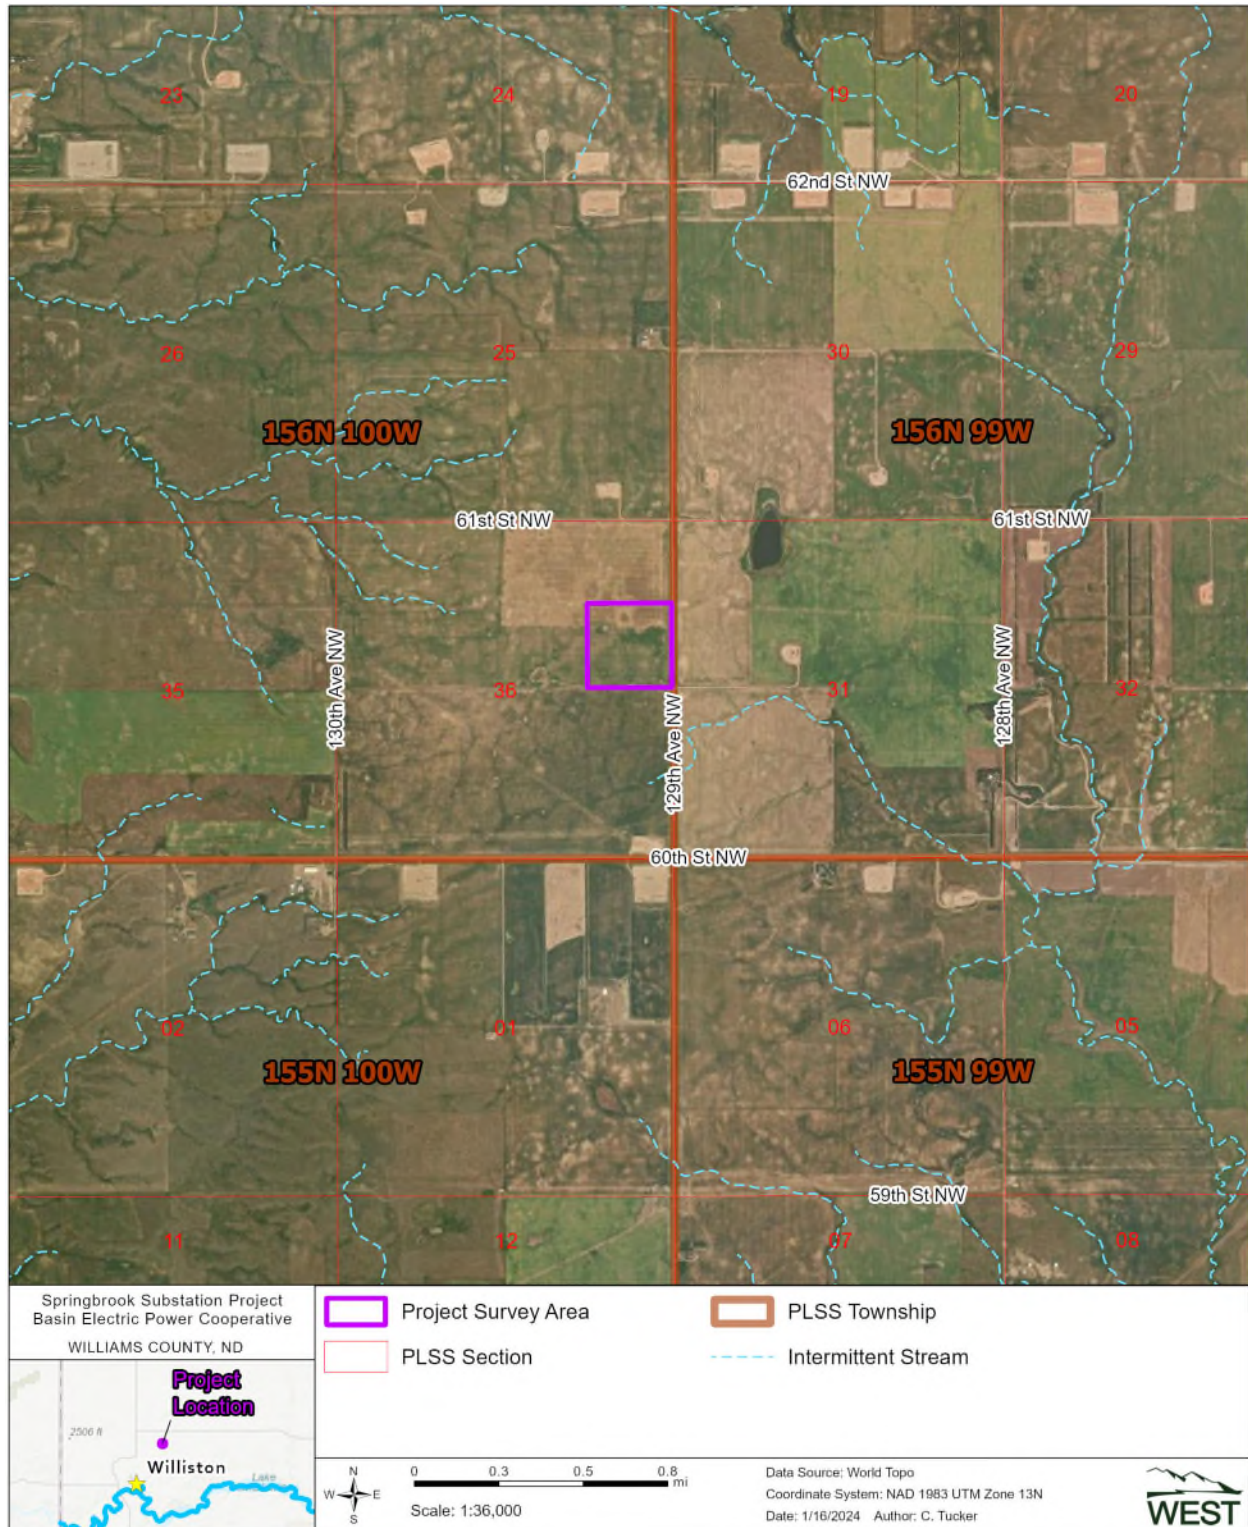 23
24
19
20
62nd St NW
26
25
30
29
156N 100W
156N 99W
61st St NW
61st St NW
130th Ave NW
129th Ave NW
128th Ave NW
35
36
31
32
60th St NW
02
01
06
05
155N 100W
155N 99W
59th St NW
11
12
07
08
Springbrook Substation Project
Basin Electric Power Cooperative
WILLIAMS COUNTY, ND
Project
Location
2506 ft
Williston
Lake
Project Survey Area
PLSS Township
PLSS Section
Intermittent Stream
N
W
E
S
0 0.3 0.5 0.8
mi
Scale: 1:36,000
Data Source: World Topo
Coordinate System: NAD 1983 UTM Zone 13N
Date: 1/16/2024 Author: C. Tucker
WEST